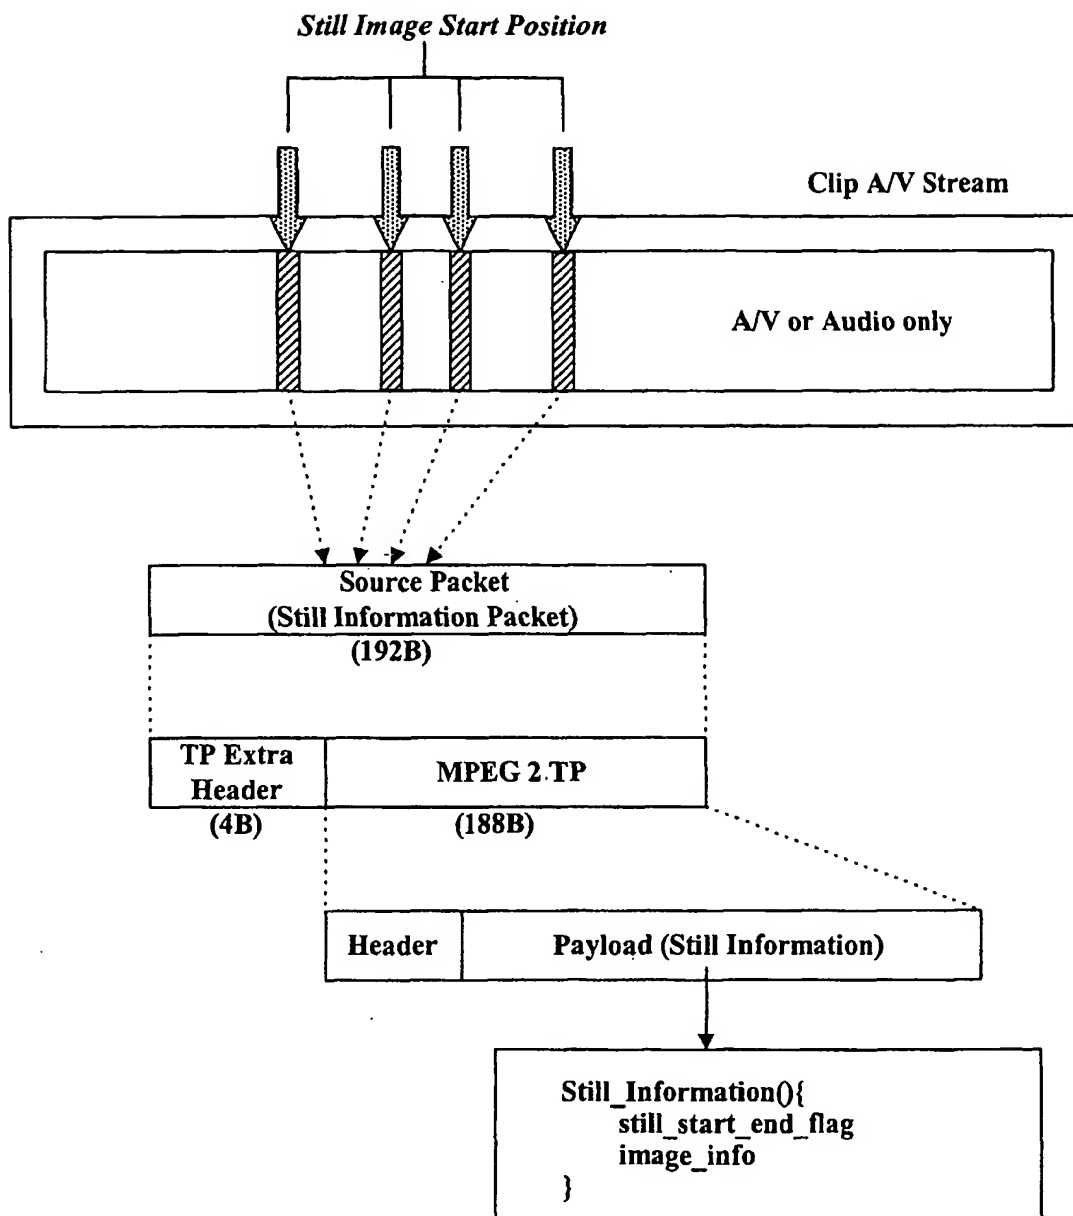 Still Image Start Position
Clip A/V Stream
A/V or Audio only
Source Packet
(Still Information Packet)
(192B)
TP Extra
Header
MPEG 2.TP
(4B)
(188B)
Header
Payload (Still Information)
Still_Information(){
still_start_end_flag
image_info
}